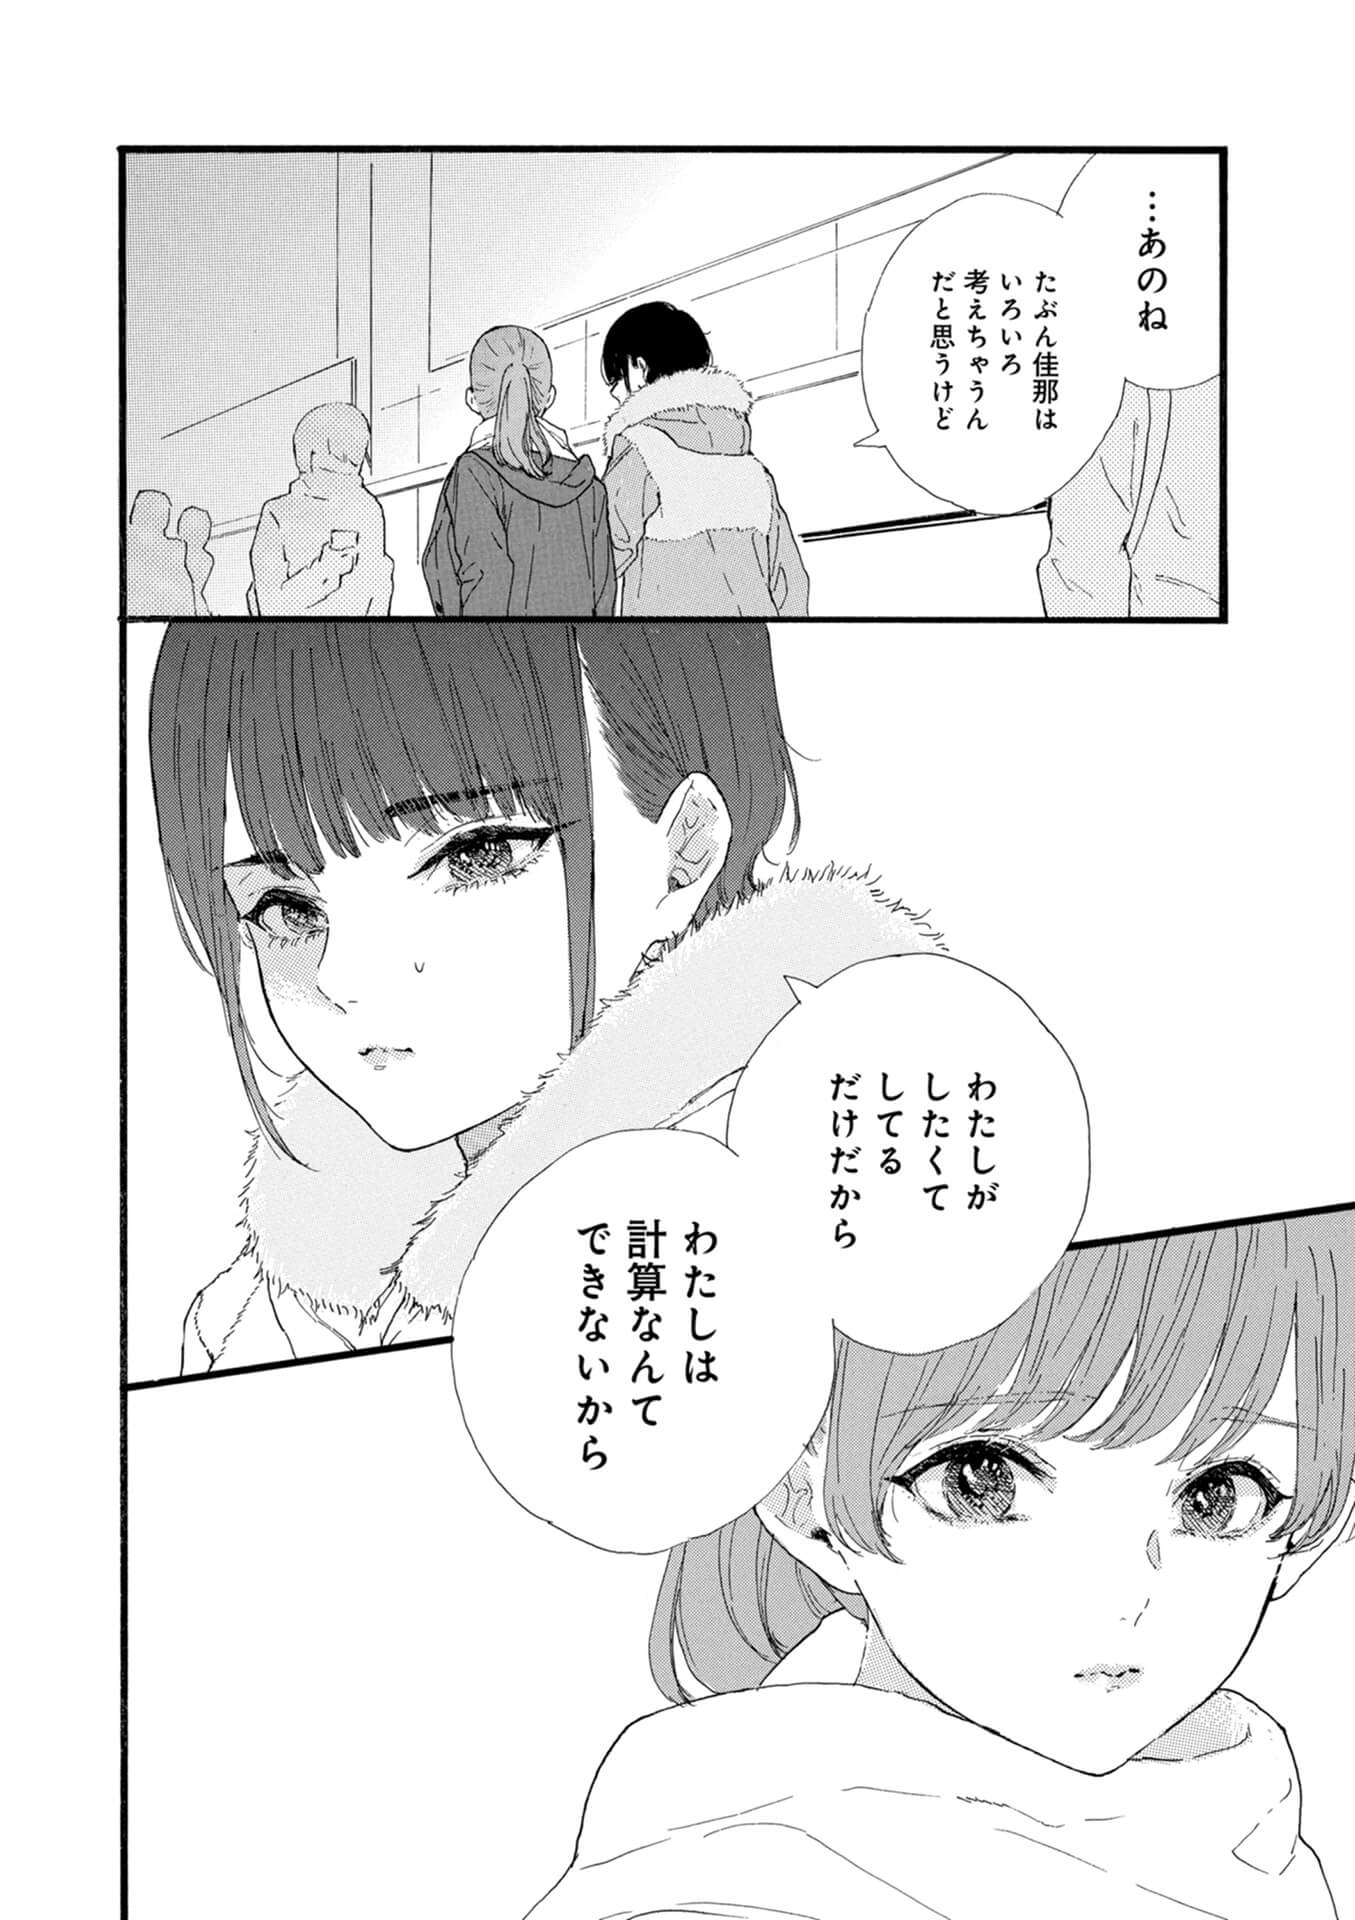 …あのね
たぶん佳那は
いろいろ
考えちゃうん
だと思うけど
わたしが
したくて
してる
だけだから
わたしは
計算なんて
できないから